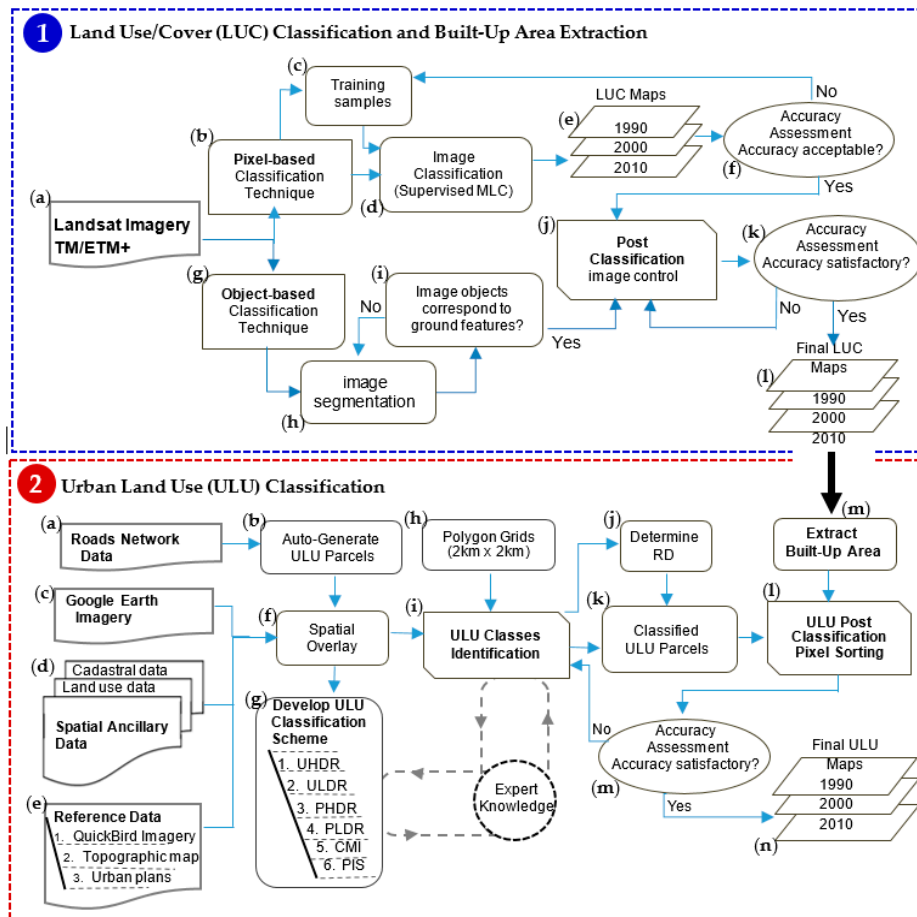 1 Land Use/Cover (LUC) Classification and Built-Up Area Extraction
(c)
Training
samples
No
LUC Maps
(e)
1990
2000
2010
Accuracy
Assessment
Accuracy acceptable?
(f)
Yes
(b)
Pixel-based
Classification
Technique
Image
Classification
(Supervised MLC)
(d)
(a)
Landsat Imagery
TM/ETM+
(j)
Post
Classification
image control
(k)
Accuracy
Assessment
Accuracy satisfactory?
No
Yes
(g)
Object-based
Classification
Technique
(i)
Image objects
correspond to
ground features?
No
Yes
image
segmentation
(h)
Final LUC
Maps
(l)
1990
2000
2010
2 Urban Land Use (ULU) Classification
(a)
Roads Network
Data
(b)
Auto-Generate
ULU Parcels
(h)
Polygon Grids
(2km x 2km)
(j)
Determine
RD
(m)
Extract
Built-Up Area
(c)
Google Earth
Imagery
(f)
Spatial
Overlay
(i)
ULU Classes
Identification
(k)
Classified
ULU Parcels
(l)
ULU Post
Classification
Pixel Sorting
(d)
Cadastral data
Land use data
Spatial Ancillary
Data
(g)
Develop ULU
Classification
Scheme
1. UHDR
2. ULDR
3. PHDR
4. PLDR
5. CMI
6. PIS
Expert
Knowledge
No
Accuracy
Assessment
Accuracy satisfactory?
(m)
Yes
Final ULU
Maps
1990
2000
2010
(n)
(e)
Reference Data
1. QuickBird Imagery
2. Topographic map
3. Urban plans